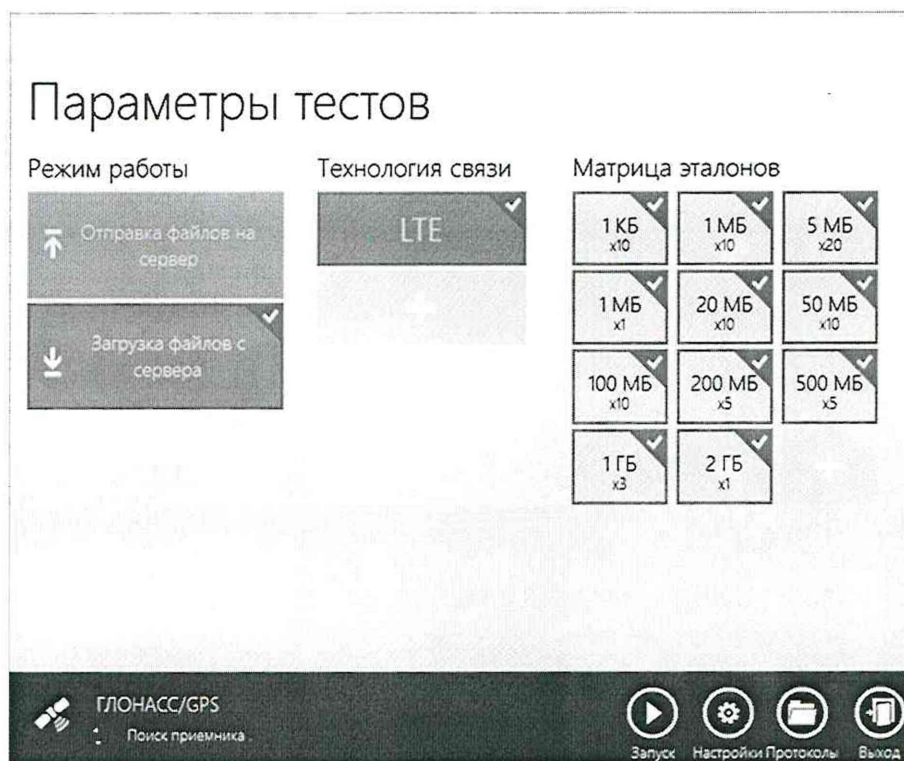 Параметры тестов
Режим работы
Отправка файлов на
сервер
Загрузка файлов с
сервера
Технология связи
LTE
Матрица эталонов
1 КБ
x10
1 МБ
x10
5 МБ
x20
1 МБ
x1
20 МБ
x10
50 МБ
x10
100 МБ
x10
200 МБ
x5
500 МБ
x5
1 ГБ
x3
2 ГБ
x1
ГЛОНАСС/GPS
Поиск приемника .
Запуск
Настройки
Протоколы
Выход